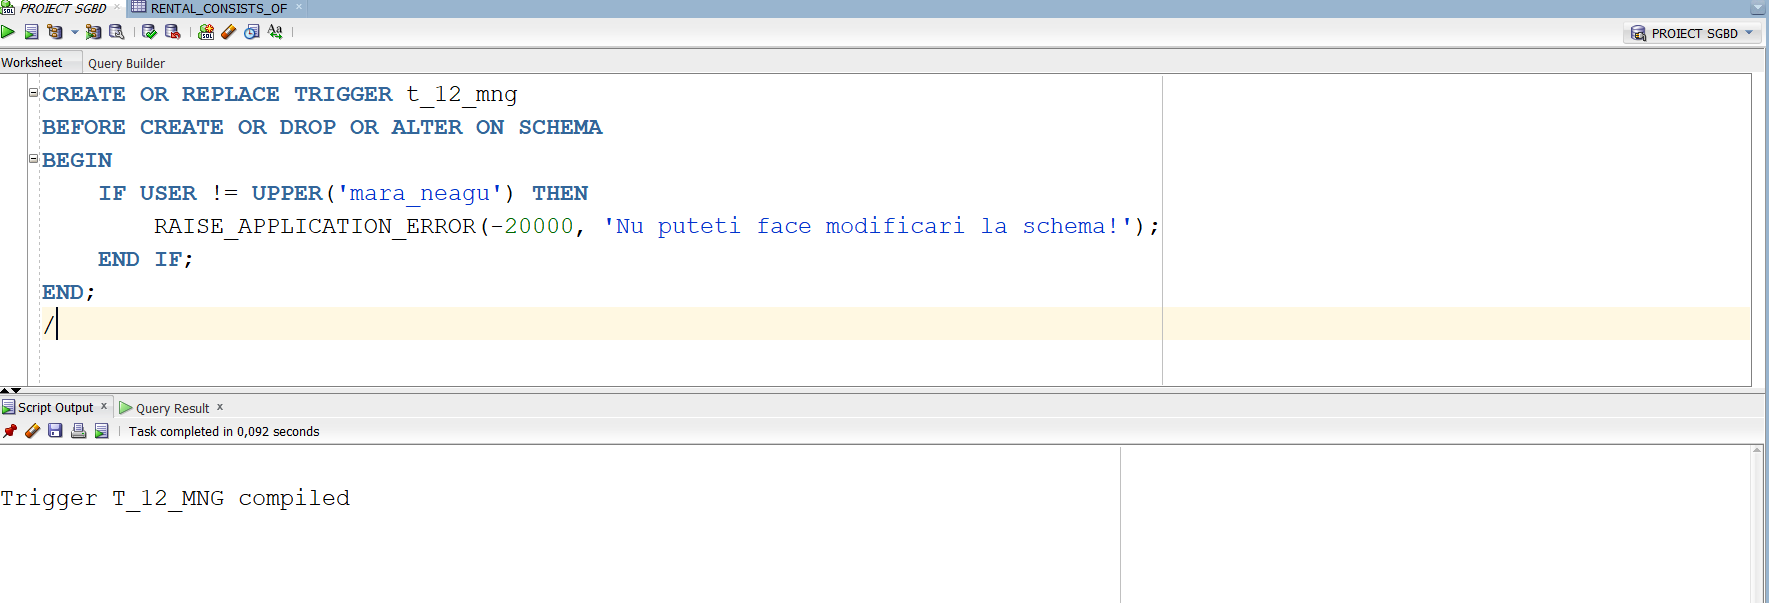 PROIECT SGBD RENTAL_CONSISTS_OF
PROIECT SGBD
Worksheet Query Builder
CREATE OR REPLACE TRIGGER t_12_mng
BEFORE CREATE OR DROP OR ALTER ON SCHEMA
BEGIN
IF USER != UPPER('mara_neagu') THEN
RAISE_APPLICATION_ERROR(-20000, 'Nu puteti face modificari la schema!');
END IF;
END;
/
Script Output x Query Result x
Task completed in 0,092 seconds
Trigger T_12_MNG compiled